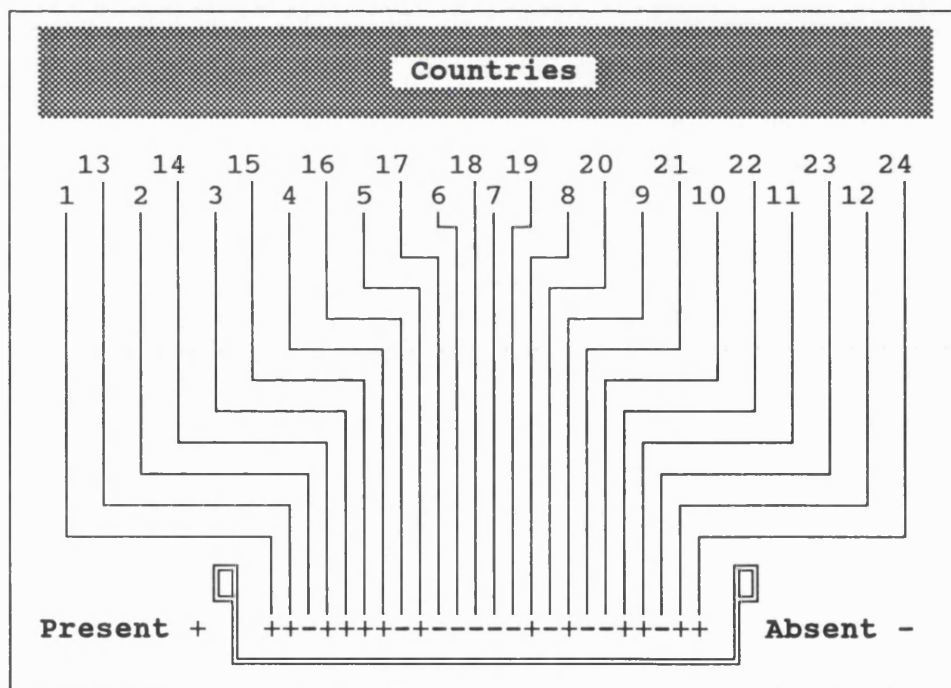 Countries
13 14 15 16 17 18 19 20 21 22 23 24
1 2 3 4 5 6 7 8 9 10 11 12
Present + ++-++++-+-----+-+--++-++ Absent -